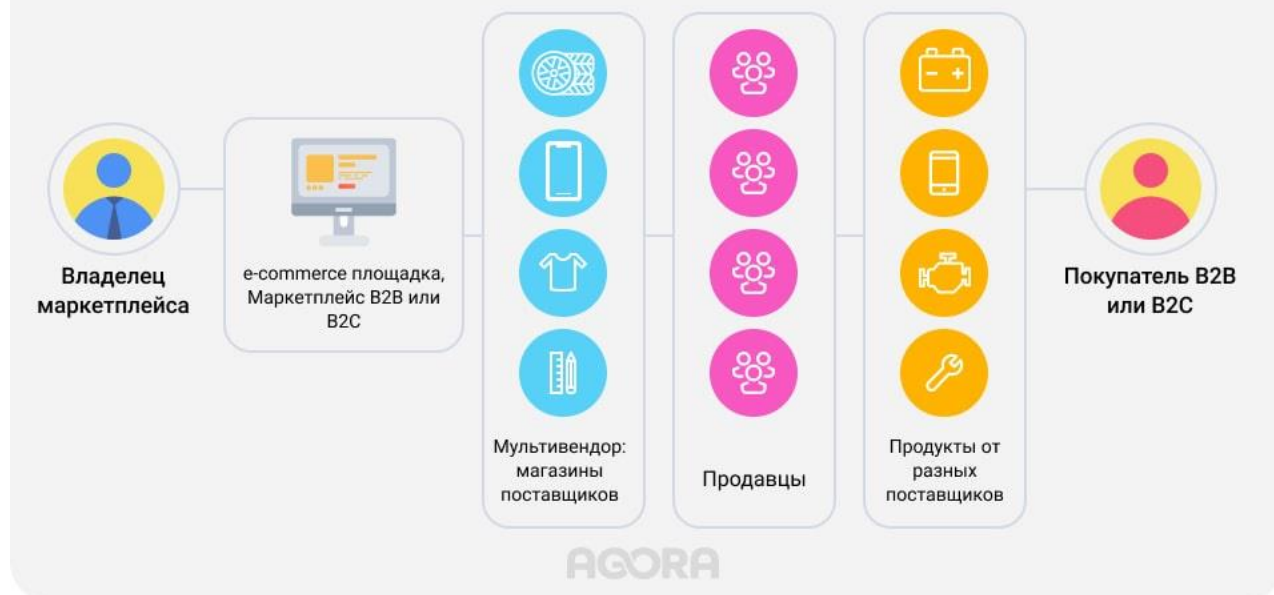 Владелец
маркетплейса
e-commerce площадка,
Маркетплейс B2B или
B2C
Мультивендор:
магазины
поставщиков
Продавцы
Продукты от
разных
поставщиков
Покупатель B2B
или B2C
AGORA